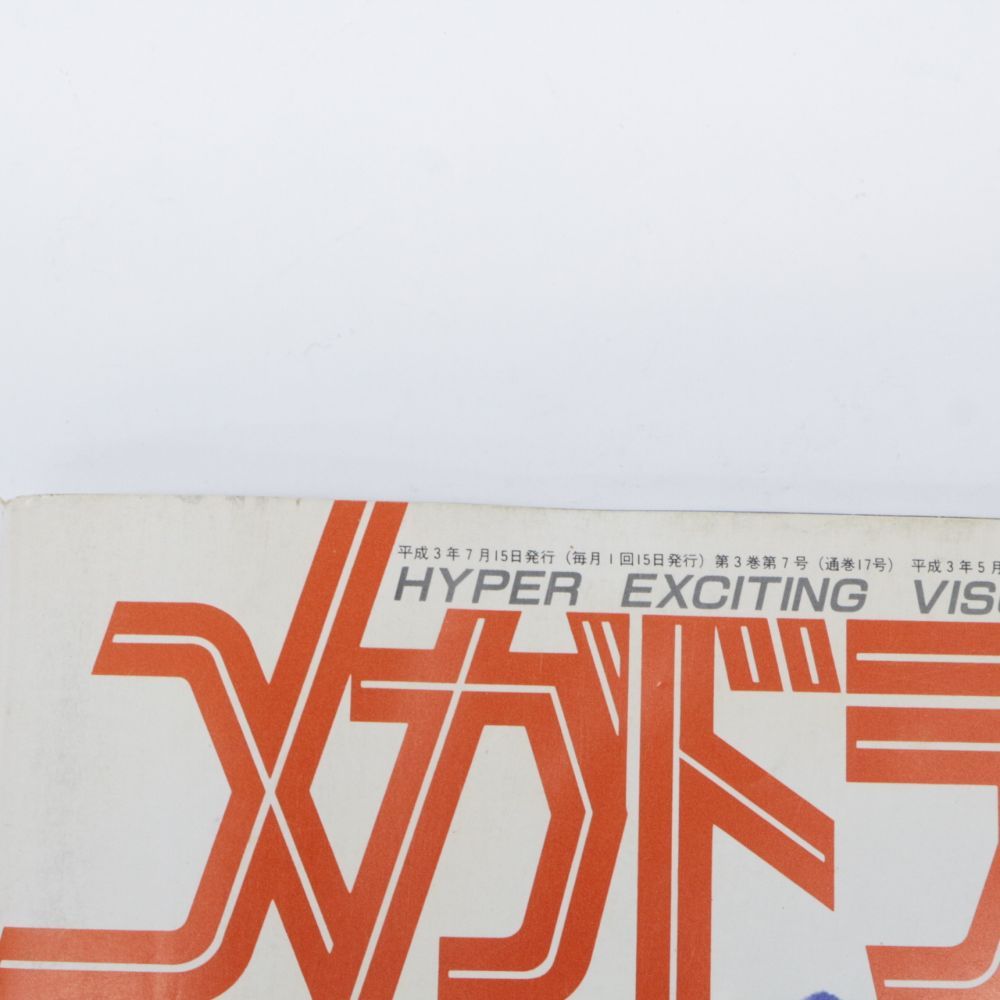 平成3年7月15日発行（毎月1回15日発行）第3巻第7号（通巻17号） 平成3年5月
HYPER EXCITING
メガドラ